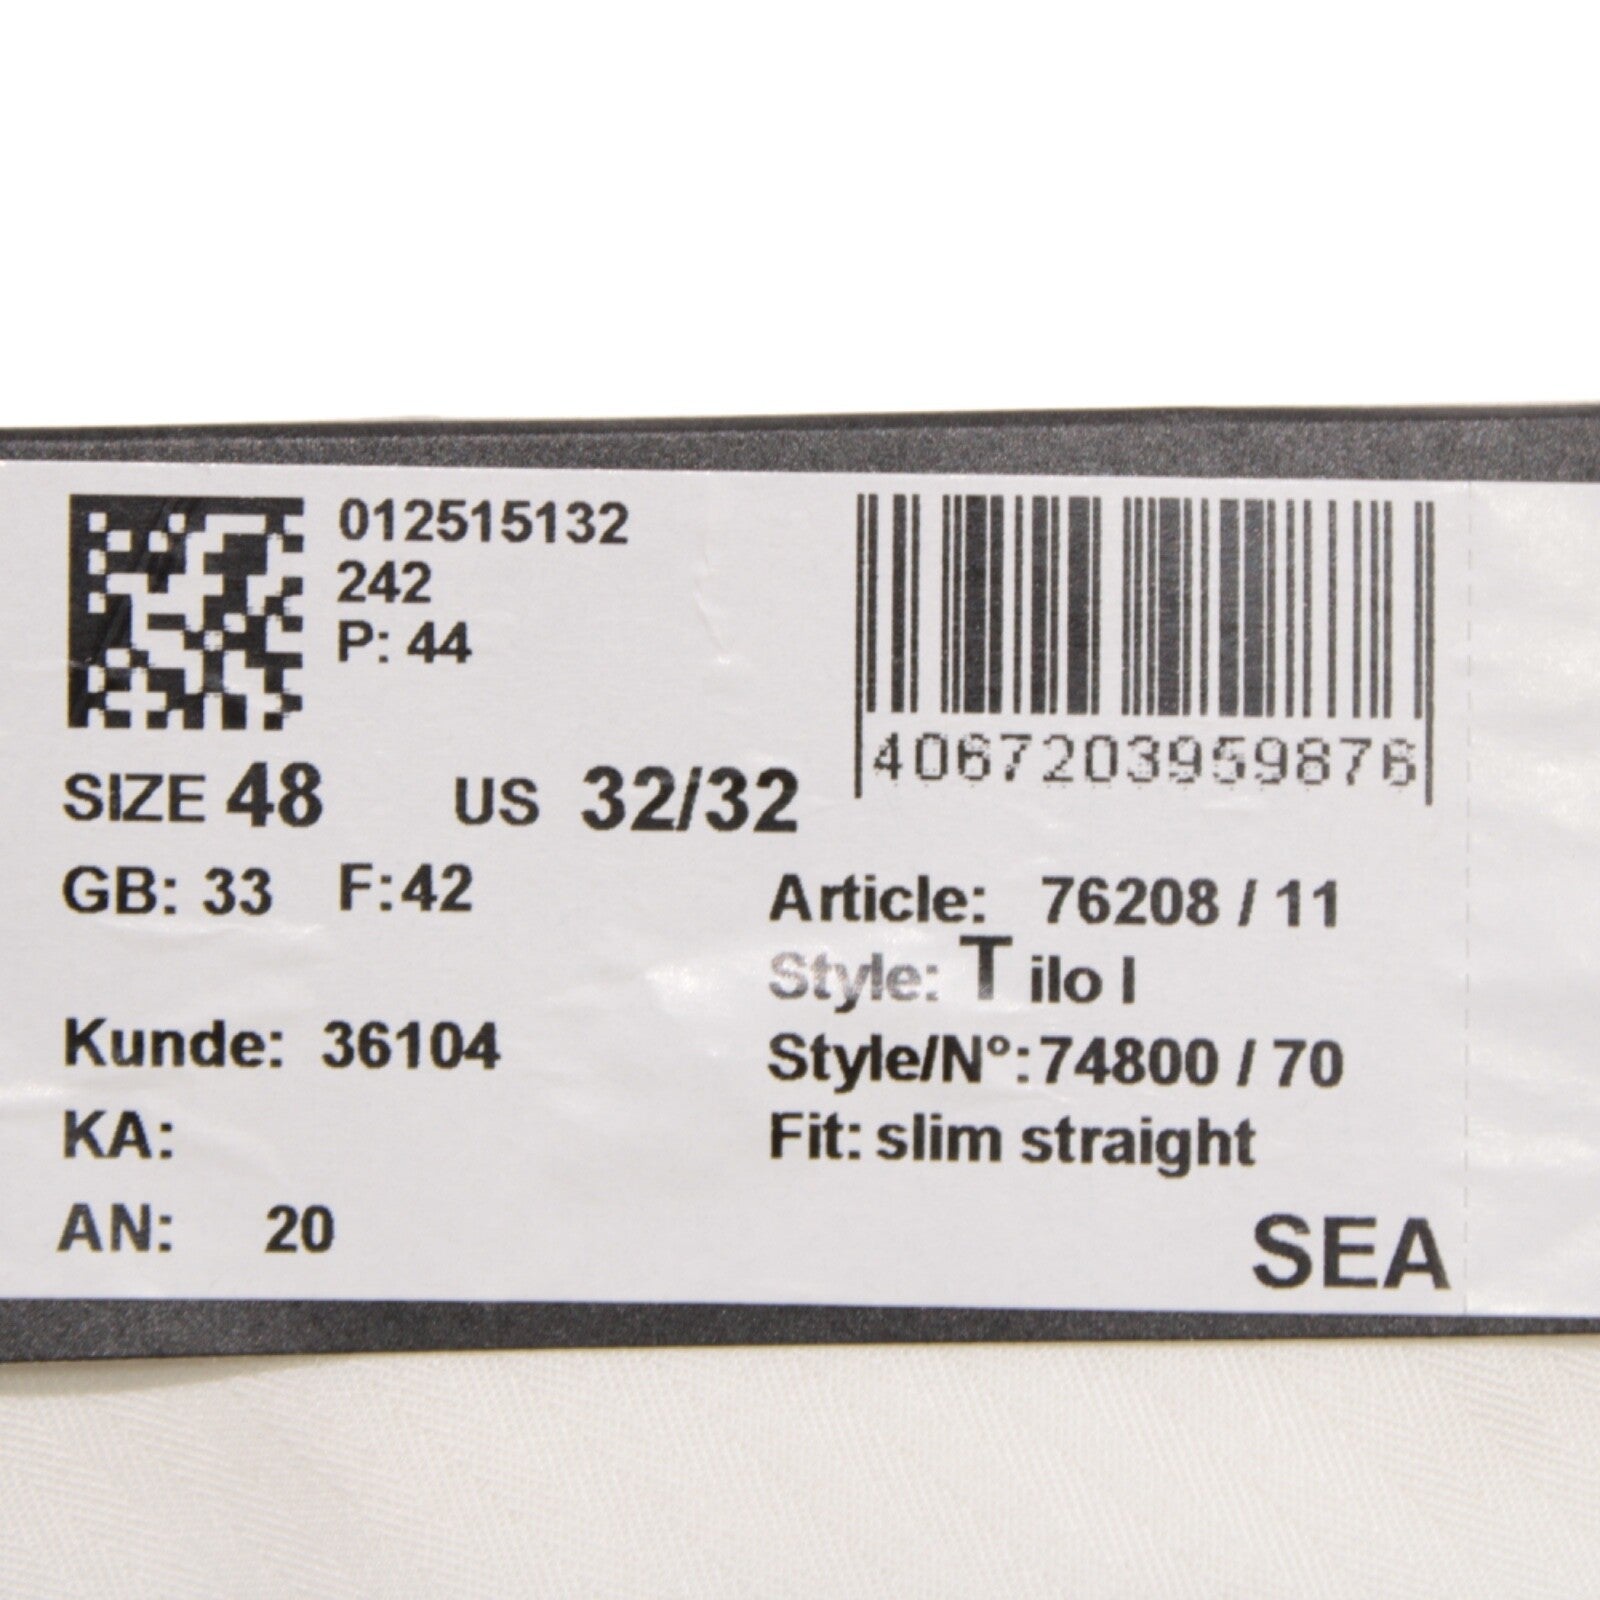 012515132
242
P: 44
4067203959876
SIZE 48 US 32/32
GB: 33 F:42
Article: 76208 / 11
Style: T ilo I
Kunde: 36104
Style/N°:74800 / 70
KA:
Fit: slim straight
AN: 20
SEA